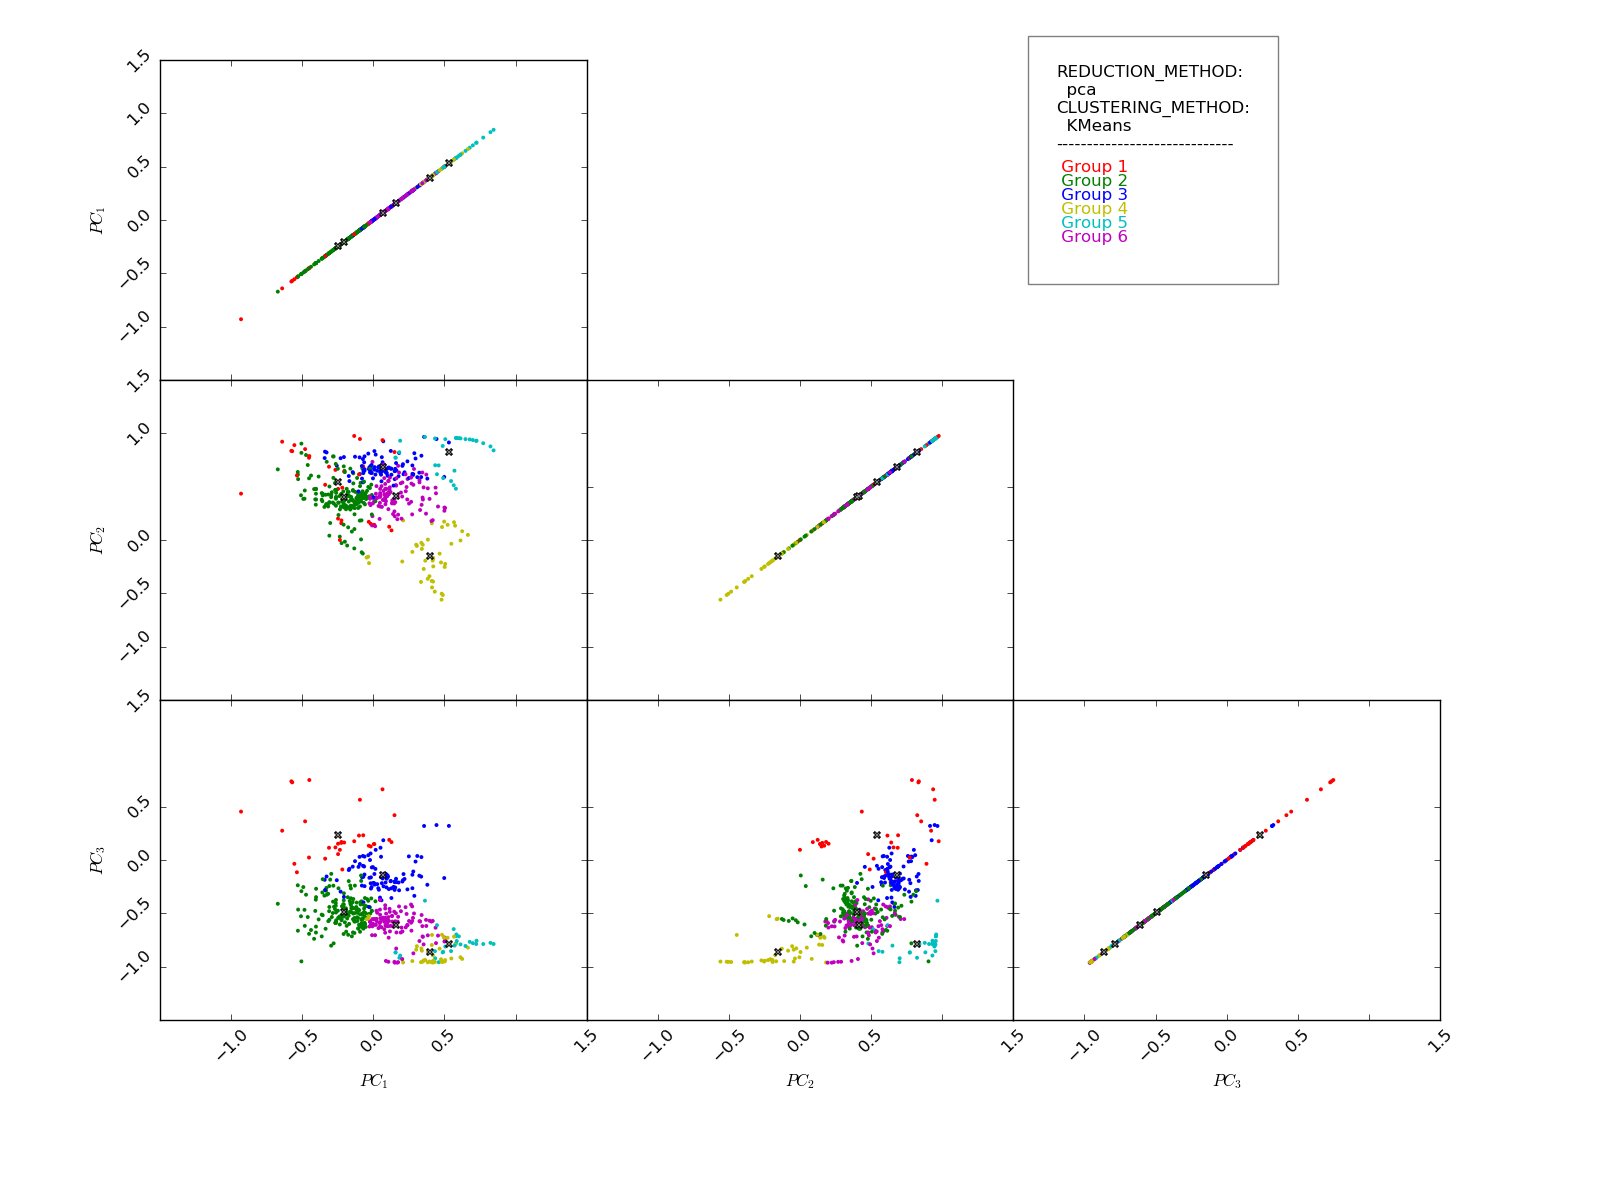 1.5
1.0
0.5
0.0
−0.5
−1.0
PC1
REDUCTION_METHOD:
pca
CLUSTERING_METHOD:
KMeans
-----------------------------
Group 1
Group 2
Group 3
Group 4
Group 5
Group 6
1.5
1.0
0.0
−0.5
−1.0
PC2
1.5
0.5
0.0
−0.5
−1.0
PC3
−1.0 −0.5 0.0 0.5 1.5 −1.0 −0.5 0.0 0.5 1.5 −1.0 −0.5 0.0 0.5 1.5
PC1 PC2 PC3